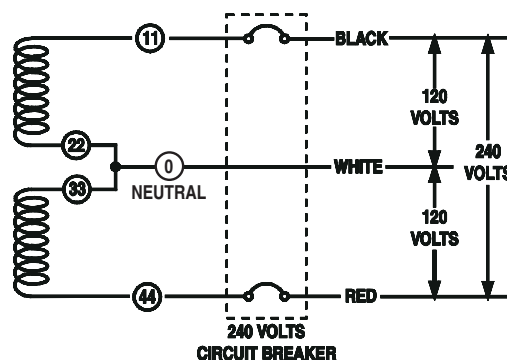 11
BLACK
120
VOLTS
22
0
WHITE
240
VOLTS
33
NEUTRAL
120
VOLTS
44
RED
240 VOLTS
CIRCUIT BREAKER